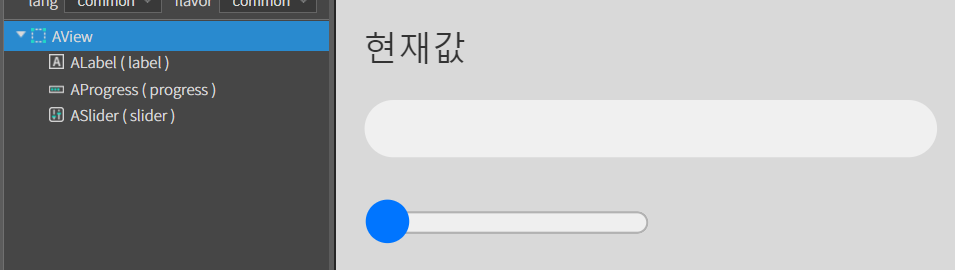 lang common flavor common
AView
ALabel ( label )
AProgress ( progress )
ASlider ( slider )
현재값